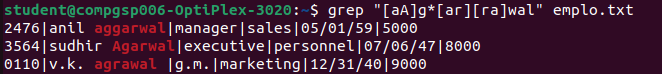 student@compgsp006-OptiPlex-3020:~$ grep "[aA]g*[ar][ra]wal" emplo.txt
2476|anil aggarwal|manager|sales|05/01/59|5000
3564|sudhir Agarwal|executive|personnel|07/06/47|8000
0110|v.k. agrawal |g.m.|marketing|12/31/40|9000